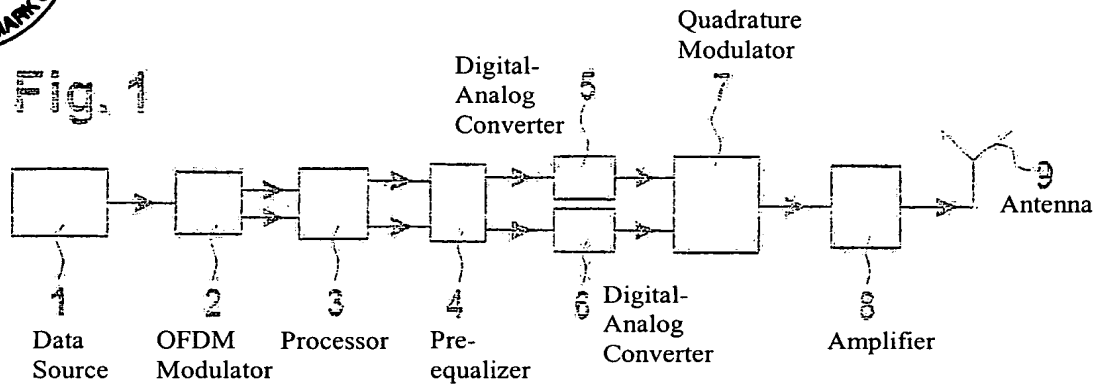 MARK
Fig. 1
Quadrature
Modulator
7
Digital-
Analog
Converter
5
9
Antenna
1
2
3
4
6
8
Data
Source
OFDM
Modulator
Processor
Pre-
equalizer
Digital-
Analog
Converter
Amplifier